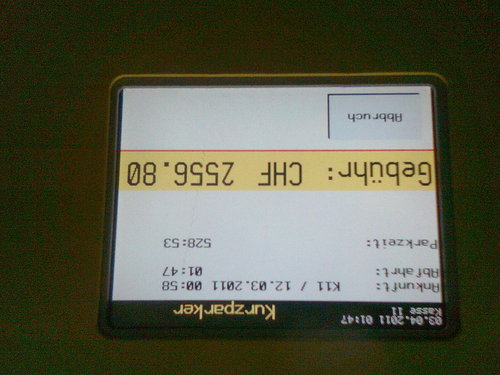 03.04.2011 01:47
Kasse 11
Kurzparker
Ankunft: K11 / 12.03.2011 00:58
Abfahrt: 01:47
Parkzeit: 528:53
Gebühr: CHF 2556.80
Abbruch